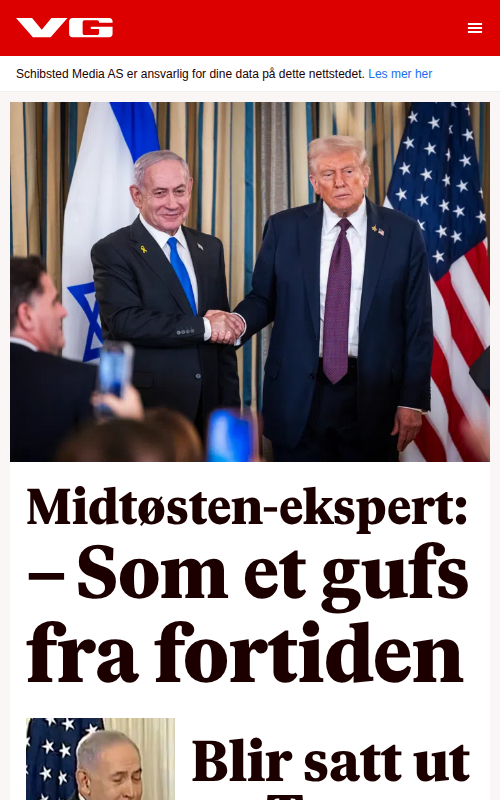 VG
Schibsted Media AS er ansvarlig for dine data på dette nettstedet. Les mer her
Midtøsten-ekspert:
– Som et gufs
fra fortiden
Blir satt ut